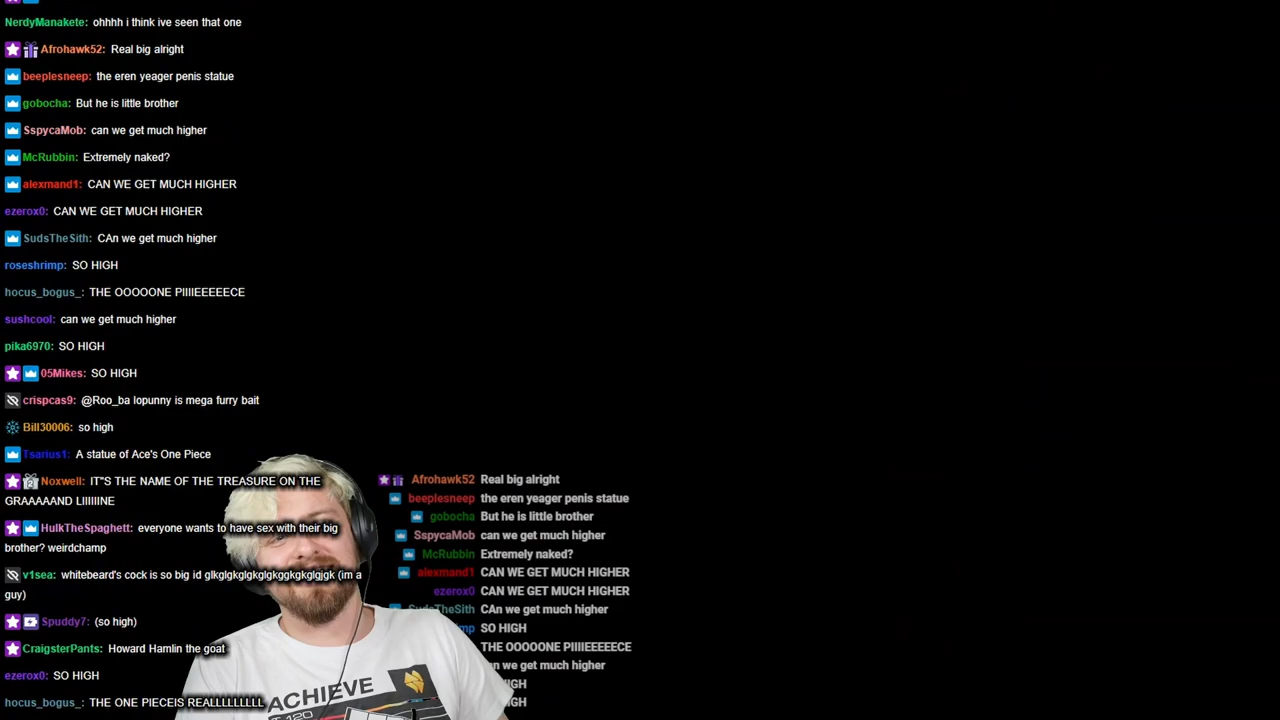 NerdyManakete: ohhhh i think ive seen that one
Afrohawk52: Real big alright
beeplesneep: the eren yeager penis statue
gobocha: But he is little brother
SspycaMob: can we get much higher
McRubbin: Extremely naked?
alexmand1: CAN WE GET MUCH HIGHER
ezerox0: CAN WE GET MUCH HIGHER
SudsTheSith: CAn we get much higher
roseshrimp: SO HIGH
hocus_bogus_: THE OOOOONE PIIIIEEEEECE
sushcool: can we get much higher
pika6970: SO HIGH
05Mikes: SO HIGH
crispcas9: @Roo_ba lopunny is mega furry bait
Bill30006: so high
Tsarius1: A statue of Ace's One Piece
Noxwell: IT"S THE NAME OF THE TREASURE ON THE
GRAAAAND LIIIIIINE
HulkTheSpaghett: everyone wants to have sex with their big
brother? weirdchamp
v1sea: whitebeard's cock is so big id glkglkglkglkglkggkgkglgjgk (im a
guy)
Spuddy7: (so high)
CraigsterPants: Howard Hamlin the goat
ezerox0: SO HIGH
hocus_bogus_: THE ONE PIECEIS REALLLLLLLLL
Afrohawk52 Real big alright
beeplesneep the eren yeager penis statue
gobocha But he is little brother
SspycaMob can we get much higher
McRubbin Extremely naked?
alexmand1 CAN WE GET MUCH HIGHER
ezerox0 CAN WE GET MUCH HIGHER
SudsTheSith CAn we get much higher
SO HIGH
THE OOOOONE PIIIIEEEEECE
we get much higher
ACHIEVE